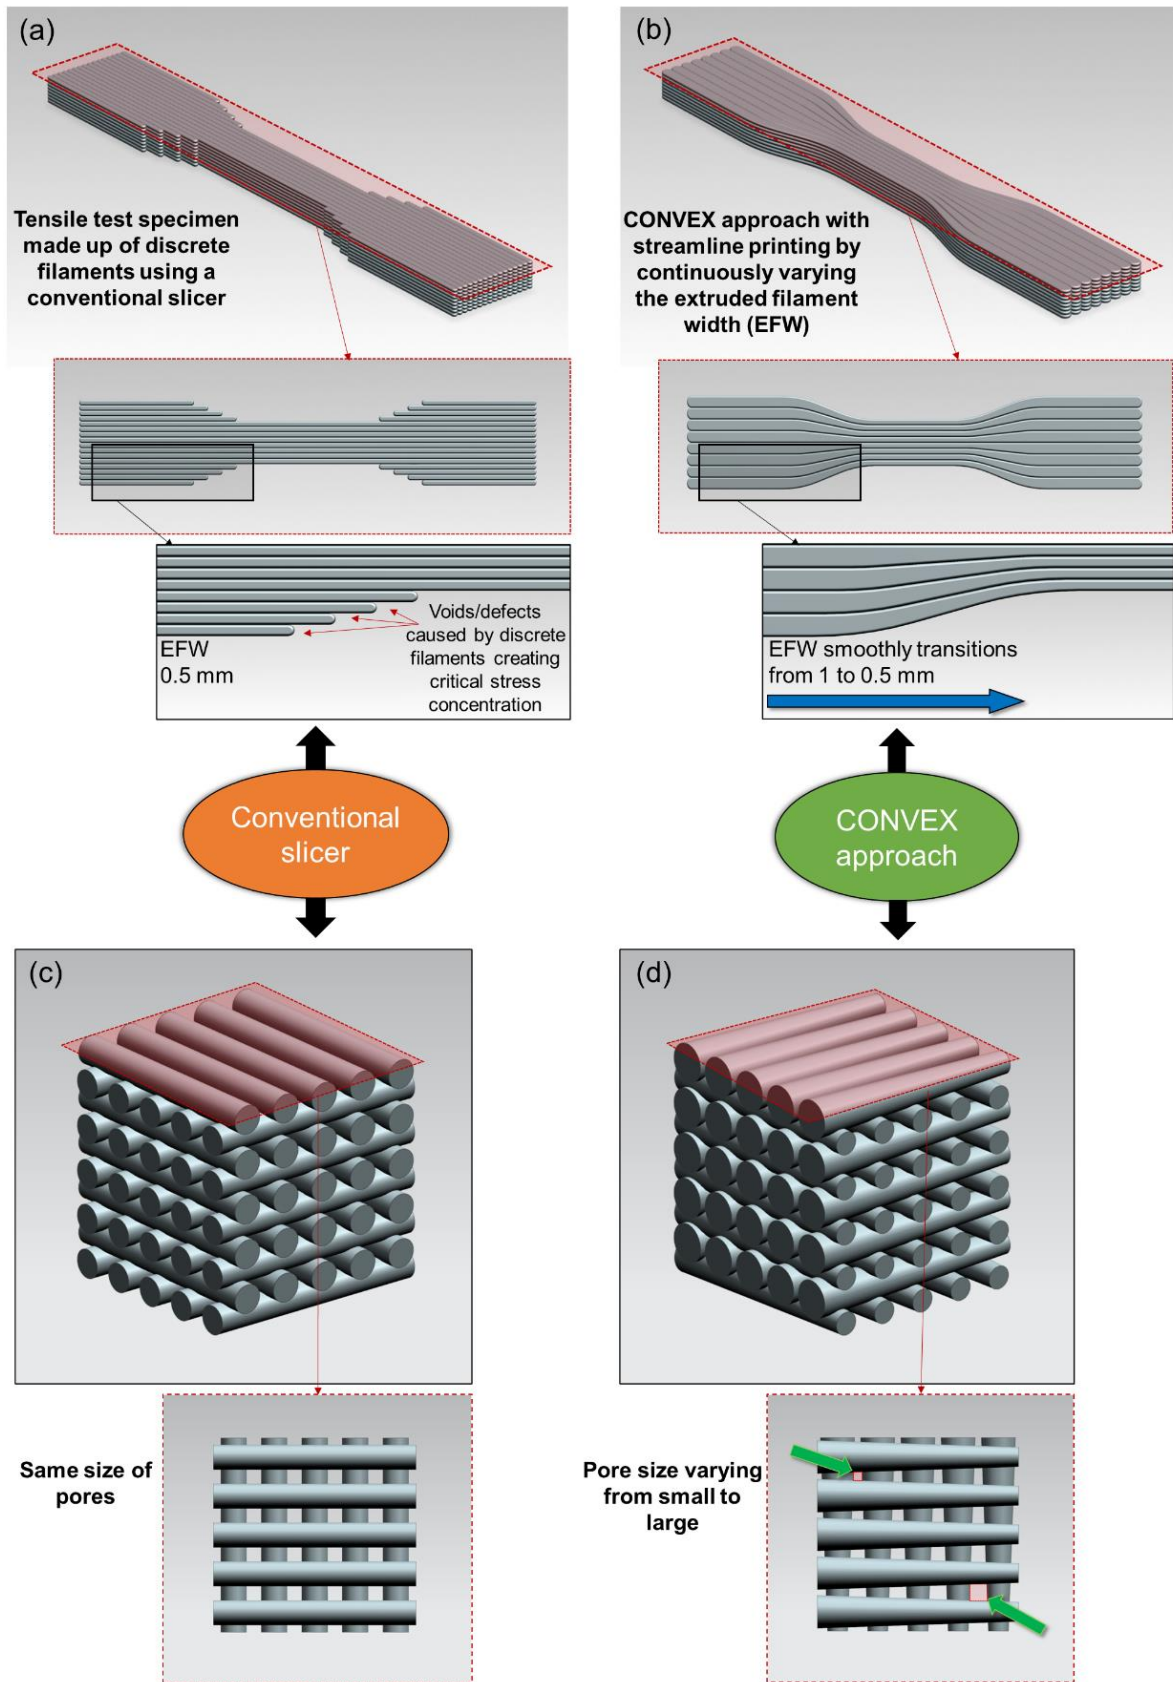 (a)
Tensile test specimen
made up of discrete
filaments using a
conventional slicer
(b)
CONVEX approach with
streamline printing by
continuously varying
the extruded filament
width (EFW)
EFW
0.5 mm
Voids/defects
caused by discrete
filaments creating
critical stress
concentration
EFW smoothly transitions
from 1 to 0.5 mm
Conventional
slicer
CONVEX
approach
(c)
(d)
Same size of
pores
Pore size varying
from small to
large